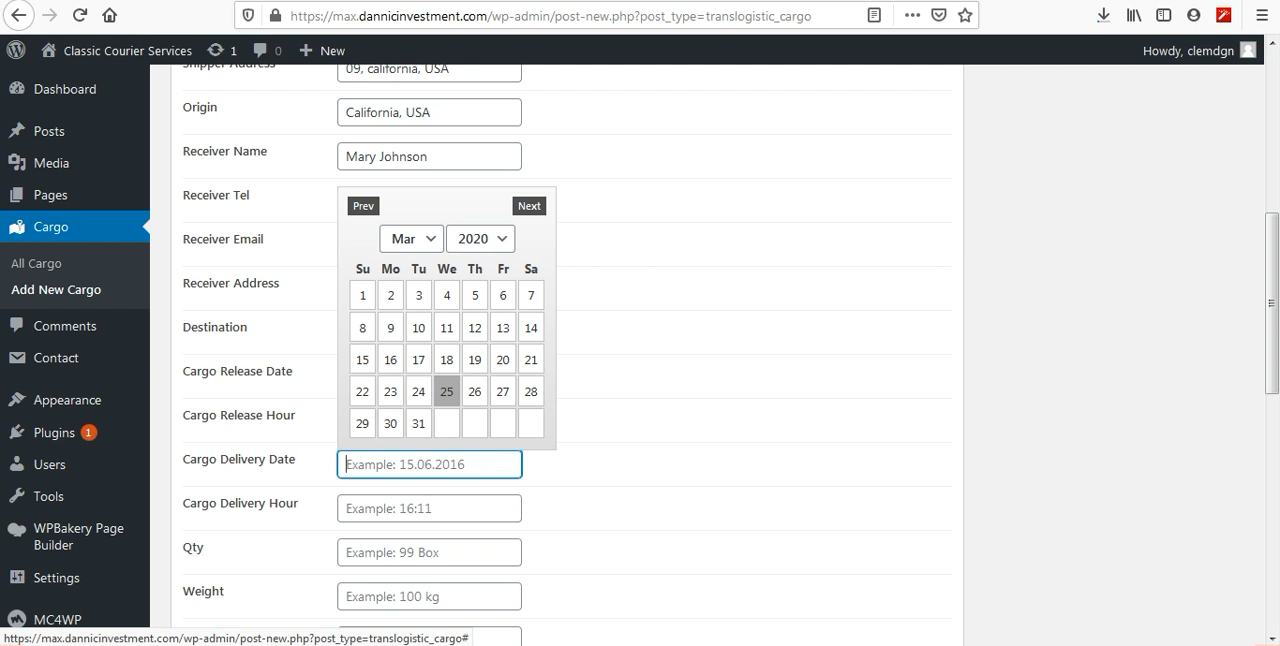 https://max.dannicinvestment.com/wp-admin/post-new.php?post_type=translogistic_cargo
Classic Courier Services 1 0 New Howdy, clemdgn
Dashboard
Posts
Media
Pages
Cargo
All Cargo
Add New Cargo
Comments
Contact
Appearance
Plugins 1
Users
Tools
WPBakery Page
Builder
Settings
MC4WP
Shipper Address 09, california, USA
Origin California, USA
Receiver Name Mary Johnson
Receiver Tel
Receiver Email
Receiver Address
Destination
Cargo Release Date
Cargo Release Hour
Prev Next
Mar 2020
Su Mo Tu We Th Fr Sa
1 2 3 4 5 6 7
8 9 10 11 12 13 14
15 16 17 18 19 20 21
22 23 24 25 26 27 28
29 30 31
Cargo Delivery Date Example: 15.06.2016
Cargo Delivery Hour Example: 16:11
Qty Example: 99 Box
Weight Example: 100 kg
https://max.dannicinvestment.com/wp-admin/post-new.php?post_type=translogistic_cargo#